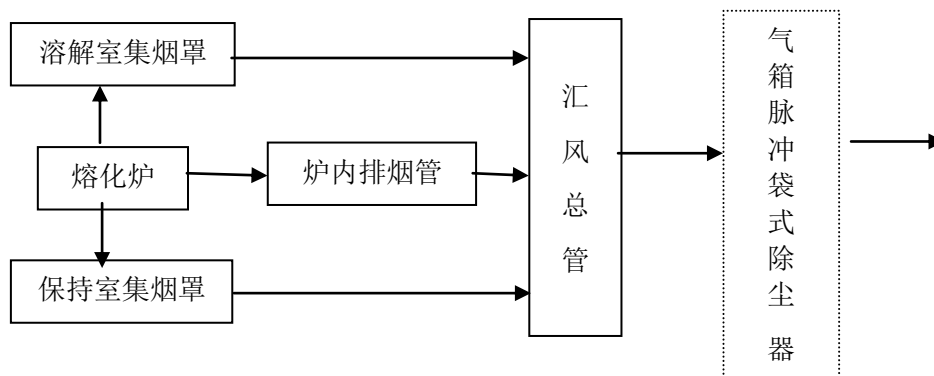 溶解室集烟罩
熔化炉
炉内排烟管
保持室集烟罩
汇风总管
气箱脉冲袋式除尘器